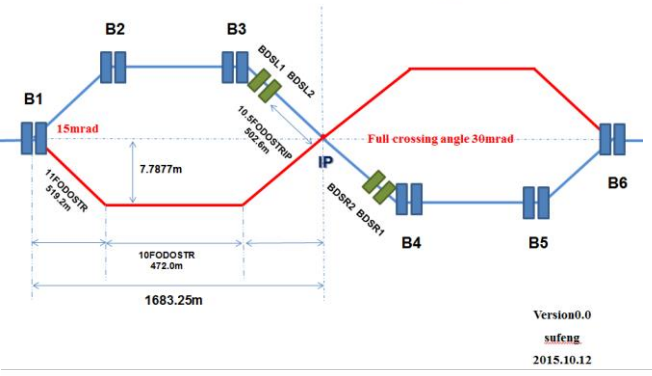 B2
B3
BDSL1 BDSL2
B1
15mrad
10.5FODOSTRIP
502.6m
Full crossing angle 30mrad
IP
7.7877m
11FODOSTR
519.2m
BDSR2 BDSR1
B6
B4
B5
10FODOSTR
472.0m
1683.25m
Version0.0
sufeng
2015.10.12